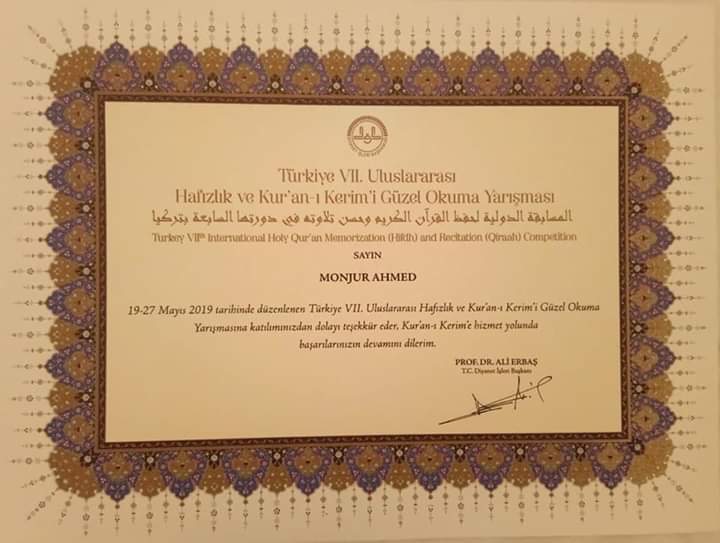 Türkiye VII. Uluslararası
Hafızlık ve Kur'an-ı Kerim'i Güzel Okuma Yarışması
المسابقة الدولية لحفظ القرآن الكريم وحسن تلاوته في دورتها السابعة بتركيا
Turkey VIIth International Holy Qur'an Memorization (Hifdh) and Recitation (Qiraah) Competition
SAYIN
MONJUR AHMED
19-27 Mayıs 2019 tarihinde düzenlenen Türkiye VII. Uluslararası Hafızlık ve Kur'an-ı Kerim'i Güzel Okuma
Yarışmasına katılımınızdan dolayı teşekkür eder, Kur'an-ı Kerim'e hizmet yolunda
başarılarınızın devamını dilerim.
PROF. DR. ALİ ERBAŞ
T.C. Diyanet İşleri Başkanı